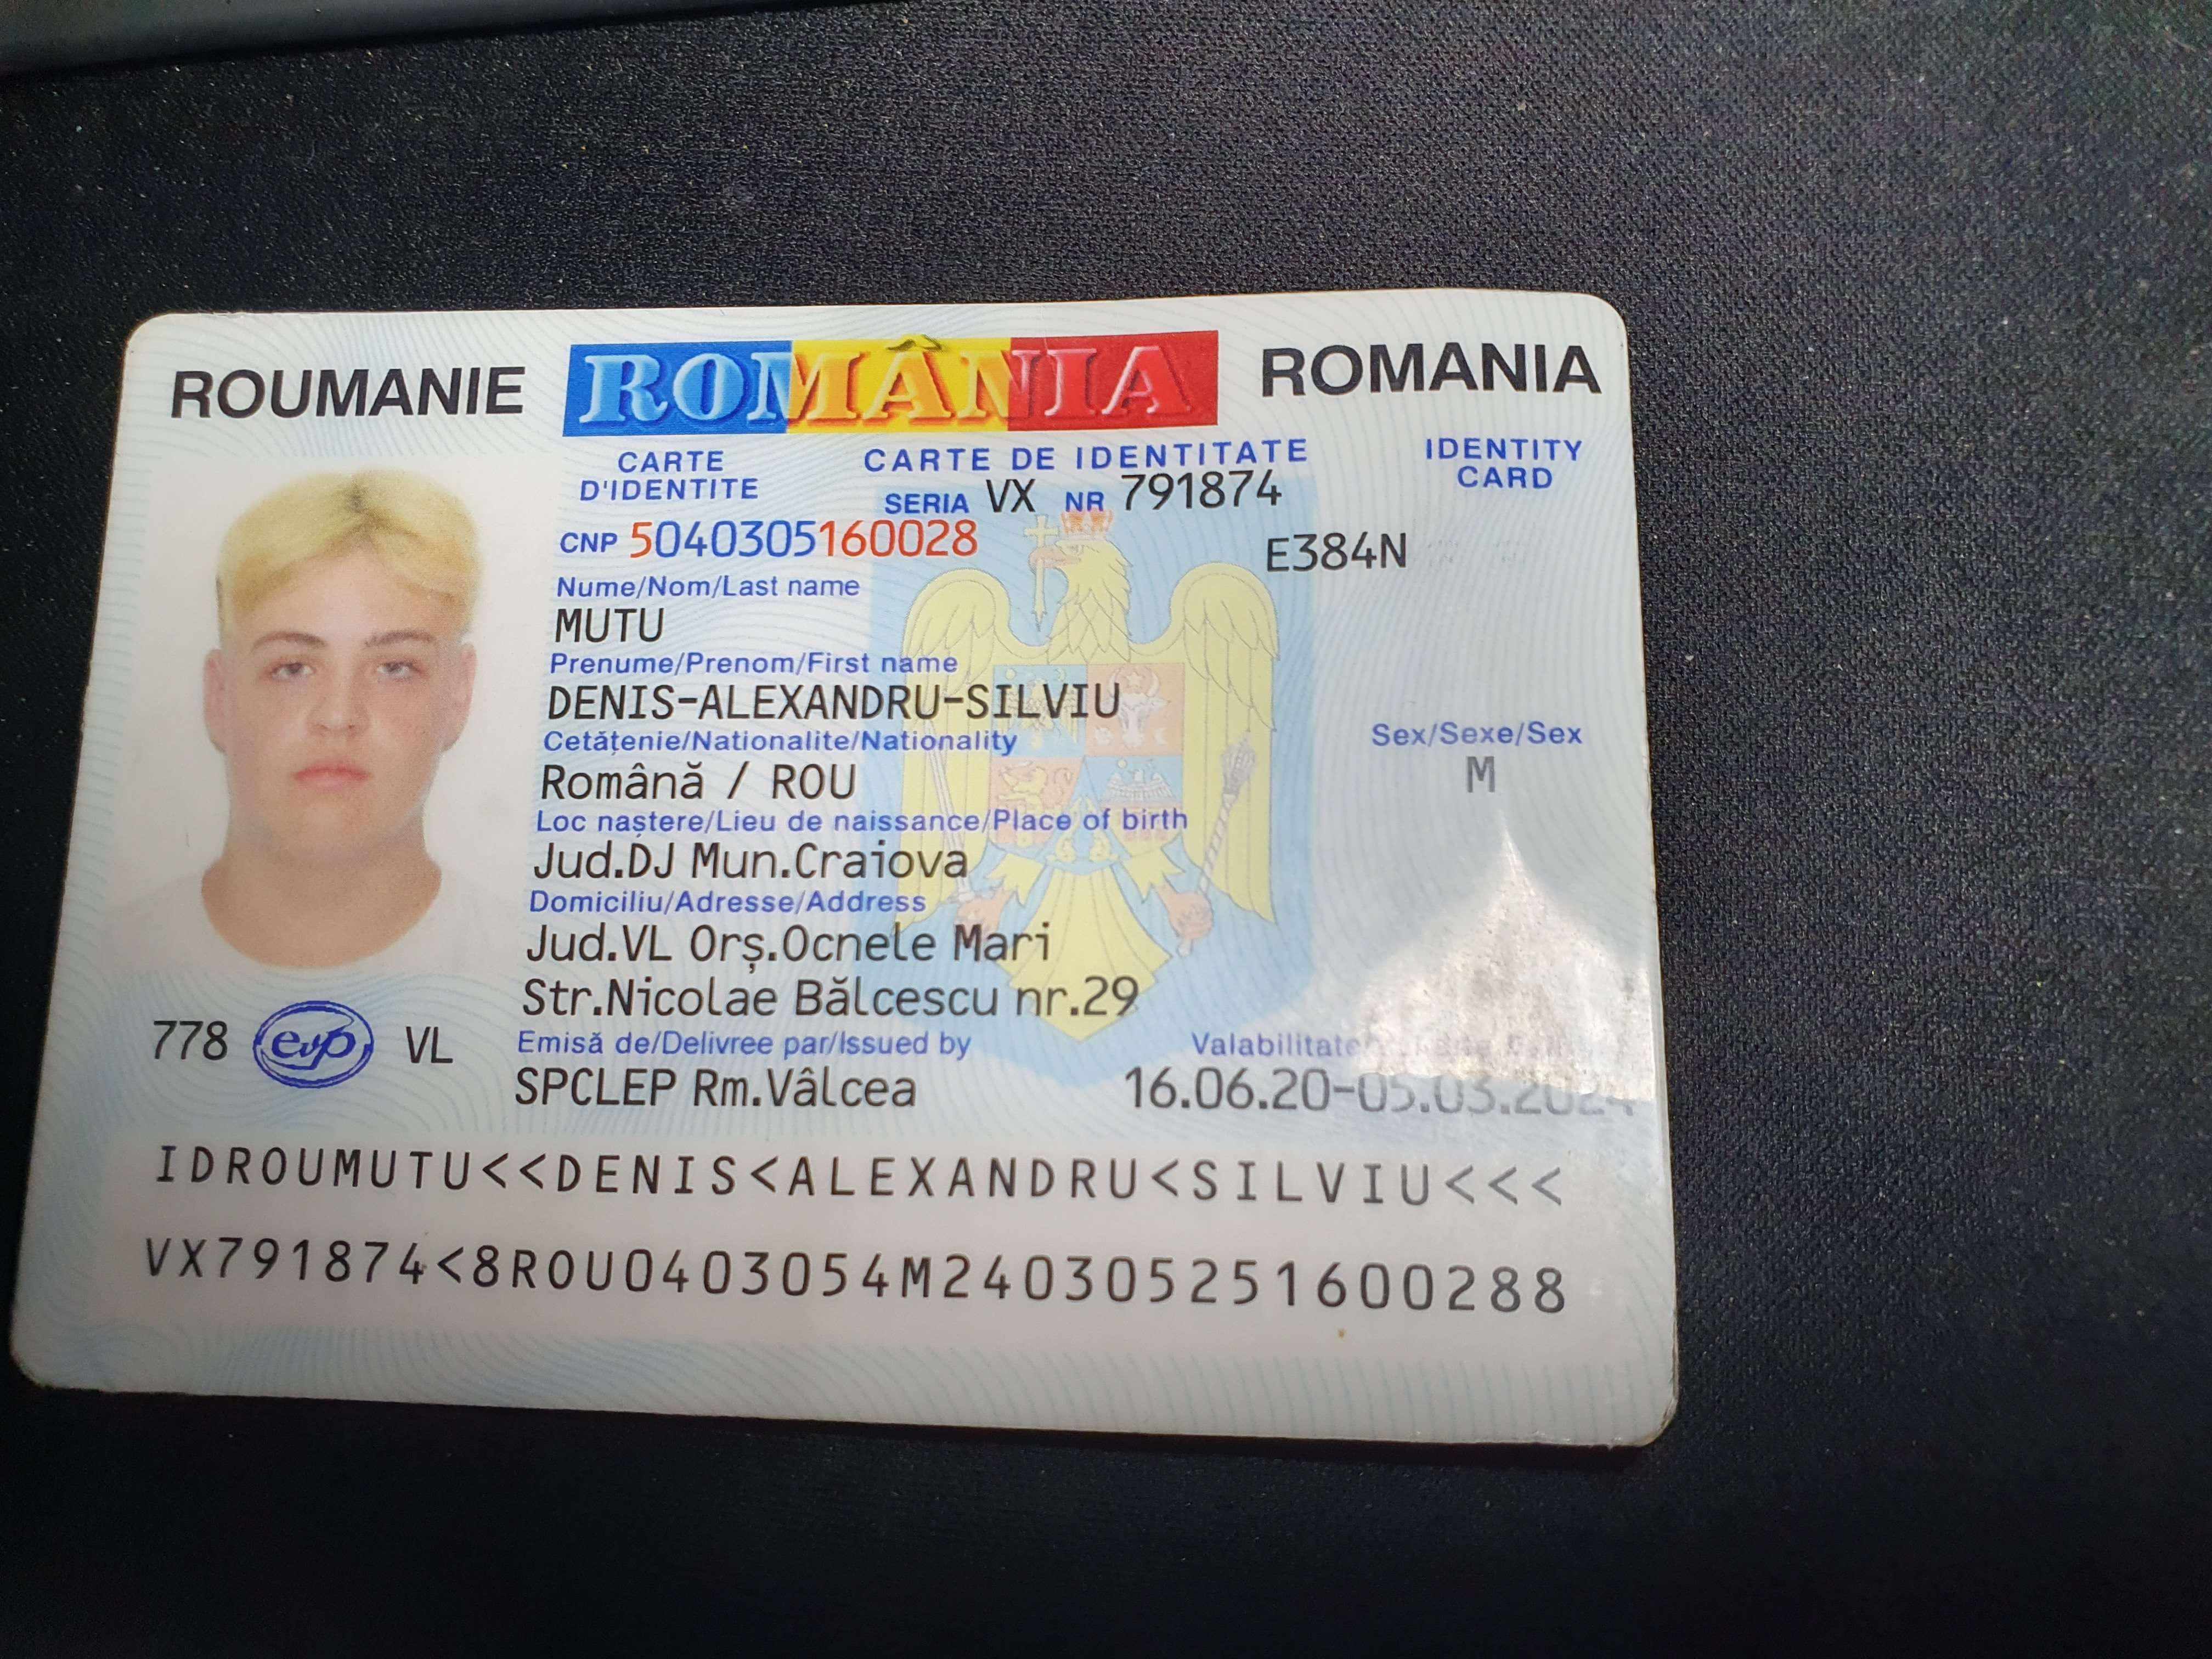 ROUMANIE ROMÂNIA ROMANIA
CARTE D'IDENTITE
CARTE DE IDENTITATE
IDENTITY CARD
SERIA VX NR 791874
CNP 5040305160028
E384N
Nume/Nom/Last name
MUTU
Prenume/Prenom/First name
DENIS-ALEXANDRU-SILVIU
Cetățenie/Nationalite/Nationality
Română / ROU
Sex/Sexe/Sex
M
Loc naștere/Lieu de naissance/Place of birth
Jud.DJ Mun.Craiova
Domiciliu/Adresse/Address
Jud.VL Orș.Ocnele Mari
Str.Nicolae Bălcescu nr.29
778 evp VL
Emisă de/Delivree par/Issued by
SPCLEP Rm.Vâlcea
Valabilitate
16.06.20-05.03.2024
IDROUMUTU<<DENIS<ALEXANDRU<SILVIU<<<
VX791874<8ROU0403054M240305251600288